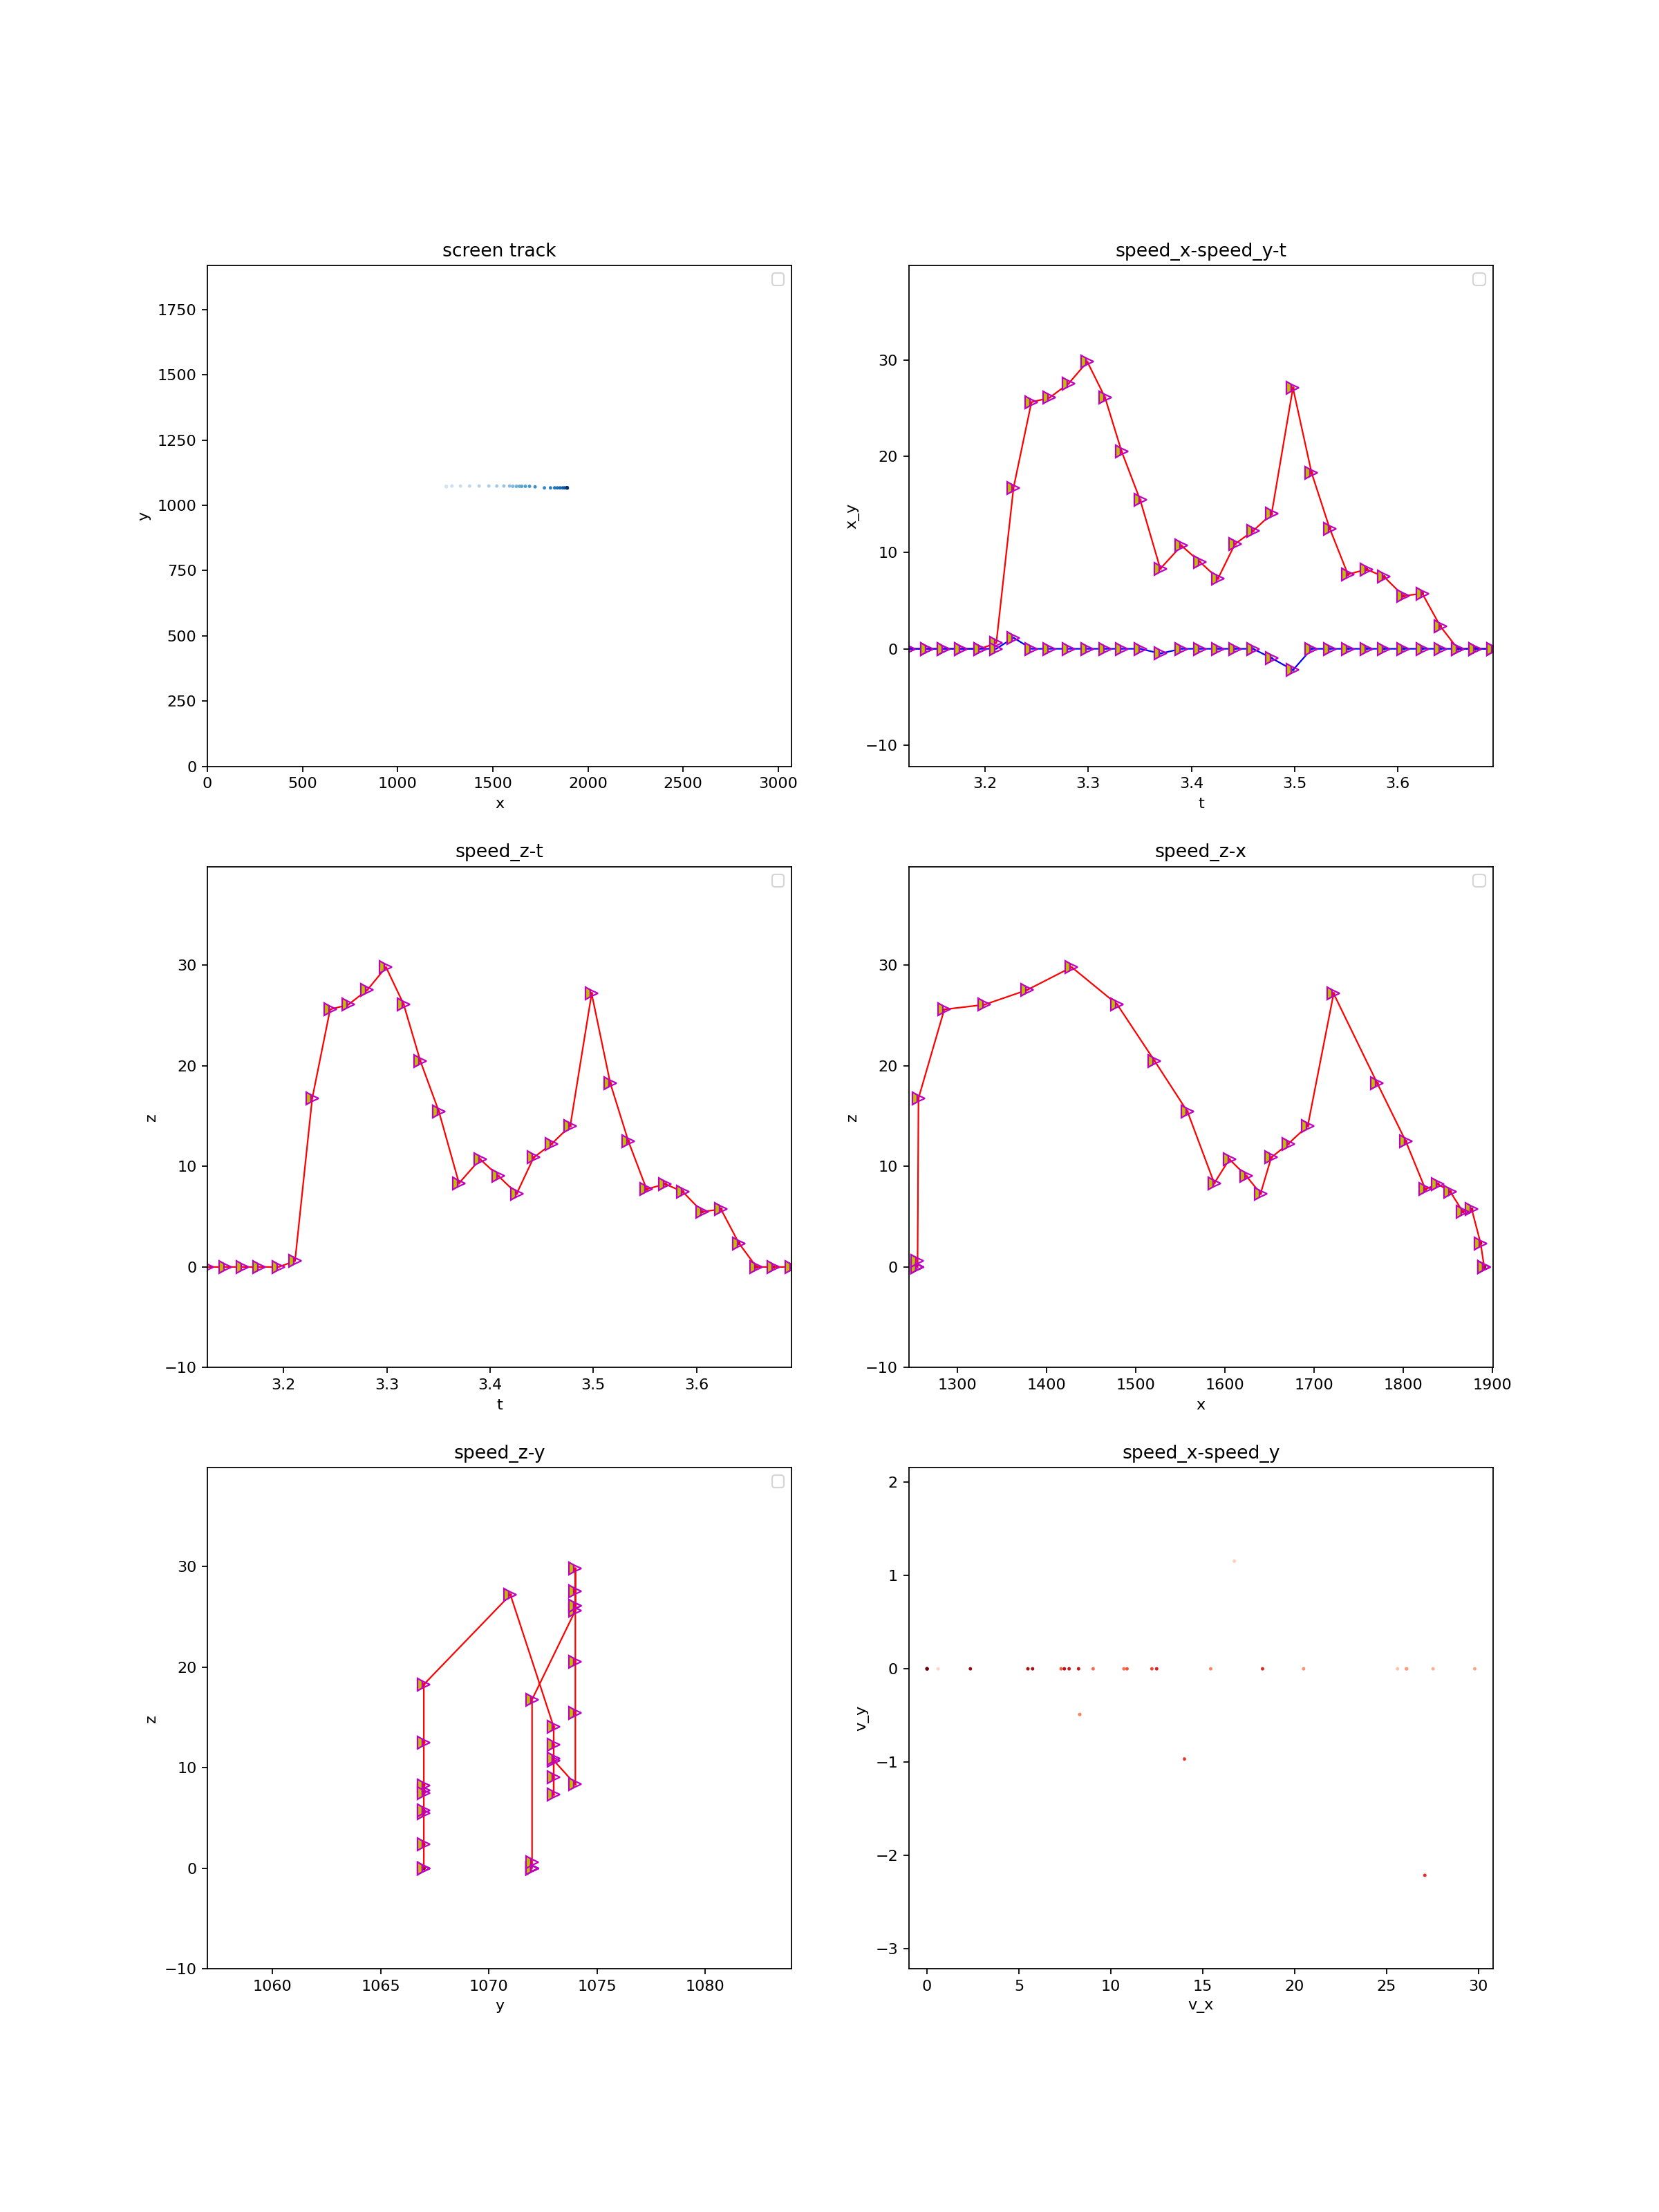 screen track
1750
1500
1250
1000
750
500
250
0
y
0 500 1000 1500 2000 2500 3000
x
speed_x-speed_y-t
30
20
10
0
−10
x_y
3.2 3.3 3.4 3.5 3.6
t
speed_z-t
30
20
10
0
−10
z
3.2 3.3 3.4 3.5 3.6
t
speed_z-x
30
20
10
0
−10
z
1300 1400 1500 1600 1700 1800 1900
x
speed_z-y
30
20
10
0
−10
z
1060 1065 1070 1075 1080
y
speed_x-speed_y
2
1
0
−1
−2
−3
v_y
0 5 10 15 20 25 30
v_x